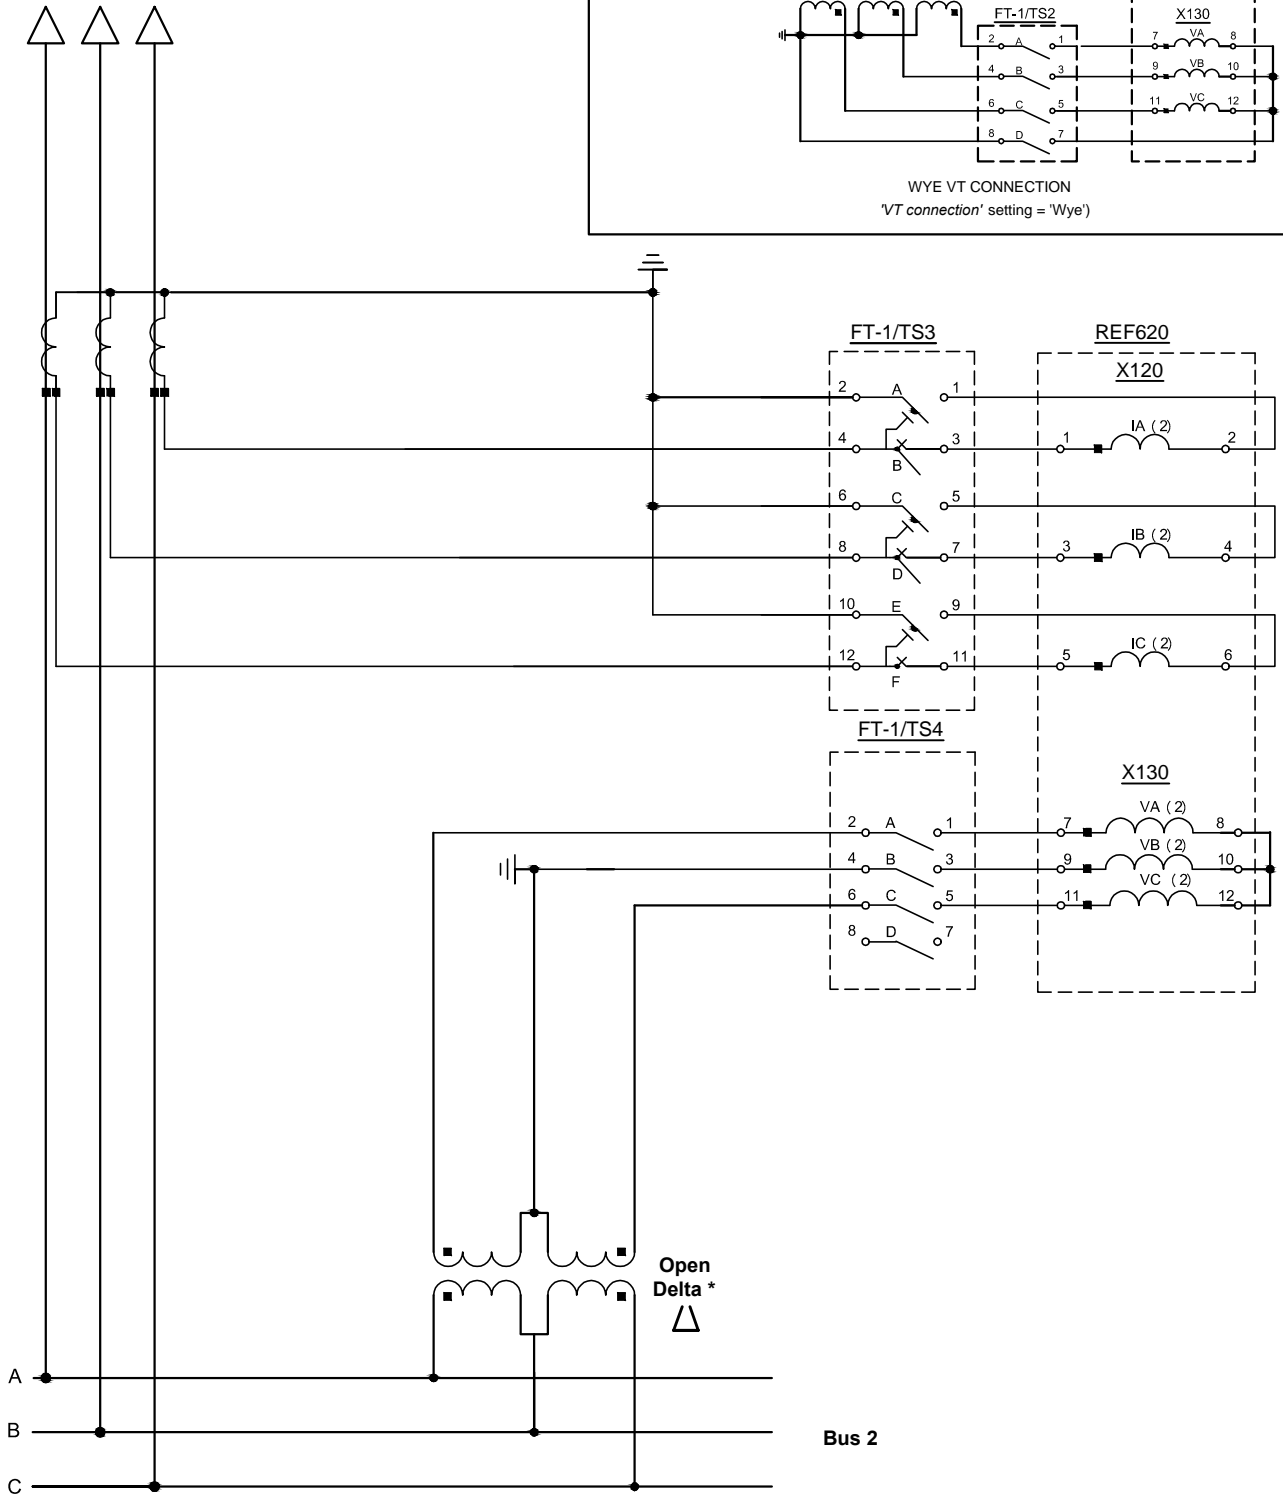 FT-1/TS2 X130
2 A 1 7 VA 8
4 B 3 9 VB 10
6 C 5 11 VC 12
8 D 7
WYE VT CONNECTION
'VT connection' setting = 'Wye')
FT-1/TS3 REF620
X120
2 A 1
4 3 1 IA (2) 2
B
6 C 5
8 7 3 IB (2) 4
D
10 E 9
12 11 5 IC (2) 6
F
FT-1/TS4
X130
2 A 1 7 VA (2) 8
4 B 3 9 VB (2) 10
6 C 5 11 VC (2) 12
8 D 7
Open
Delta *
A
B
Bus 2
C